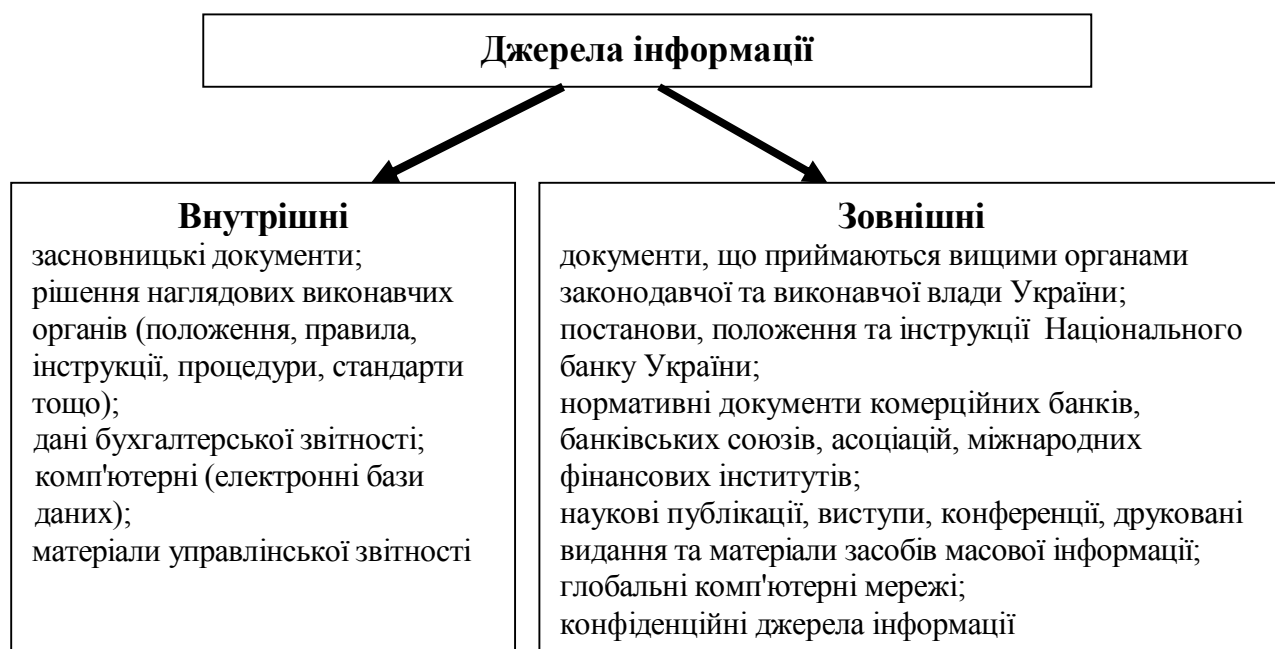 Джерела інформації
Внутрішні
засновницькі документи;
рішення наглядових виконавчих
органів (положення, правила,
інструкції, процедури, стандарти
тощо);
дані бухгалтерської звітності;
комп'ютерні (електронні бази
даних);
матеріали управлінської звітності
Зовнішні
документи, що приймаються вищими органами
законодавчої та виконавчої влади України;
постанови, положення та інструкції Національного
банку України;
нормативні документи комерційних банків,
банківських союзів, асоціацій, міжнародних
фінансових інститутів;
наукові публікації, виступи, конференції, друковані
видання та матеріали засобів масової інформації;
глобальні комп'ютерні мережі;
конфіденційні джерела інформації